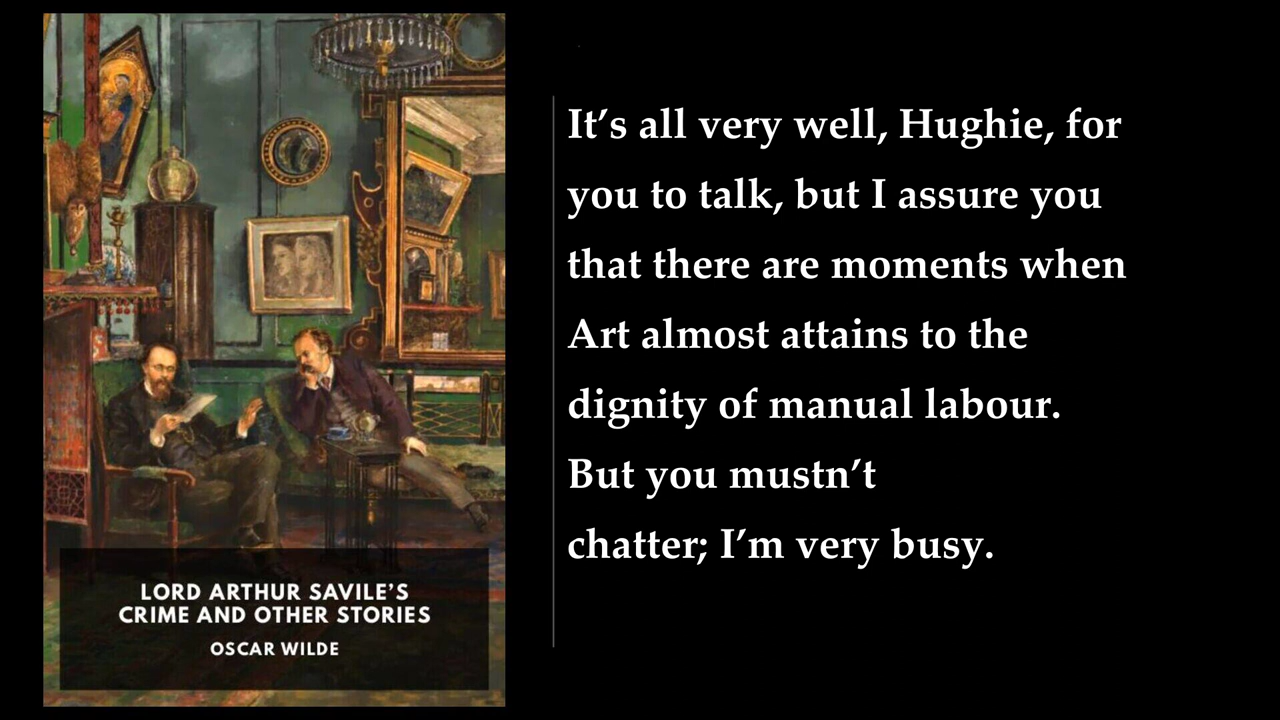 LORD ARTHUR SAVILE’S
CRIME AND OTHER STORIES
OSCAR WILDE
It’s all very well, Hughie, for
you to talk, but I assure you
that there are moments when
Art almost attains to the
dignity of manual labour.
But you mustn’t
chatter; I’m very busy.